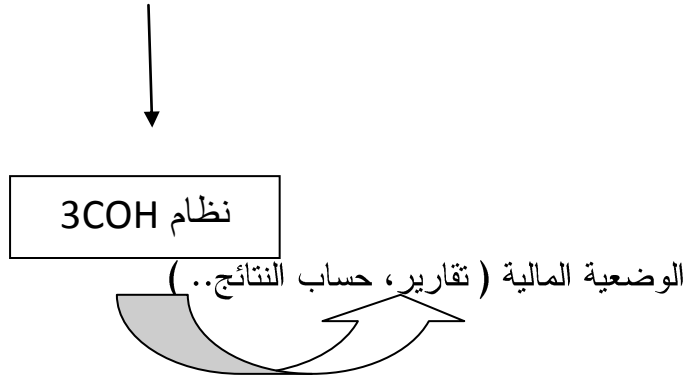 نظام 3COH
الوضعية المالية ( تقارير، حساب النتائج.. )